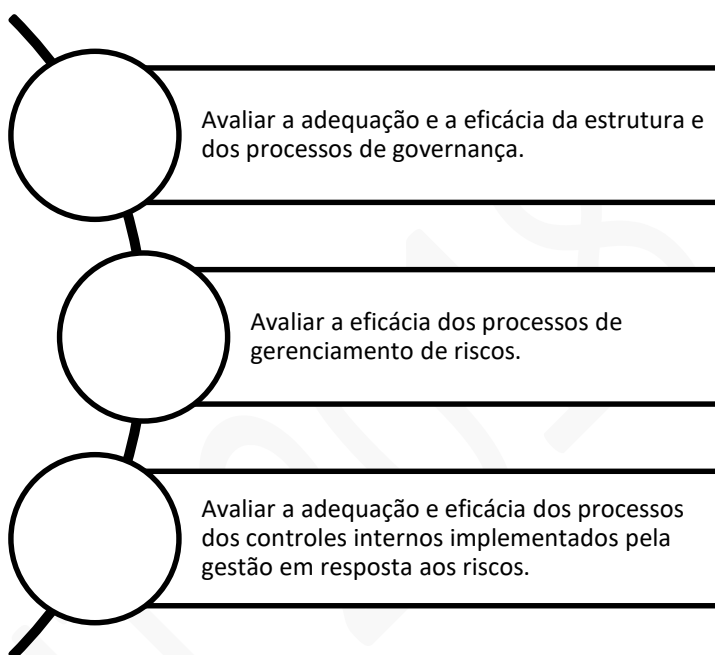 Avaliar a adequação e a eficácia da estrutura e
dos processos de governança.
Avaliar a eficácia dos processos de
gerenciamento de riscos.
Avaliar a adequação e eficácia dos processos
dos controles internos implementados pela
gestão em resposta aos riscos.